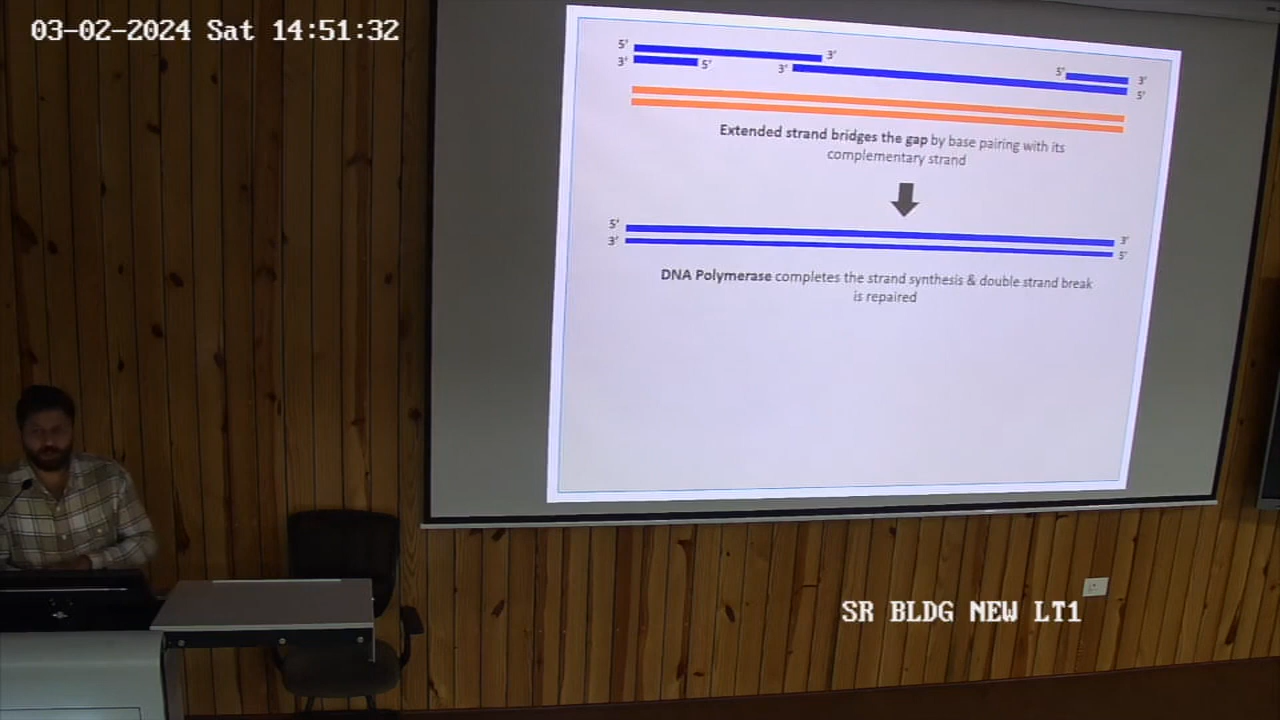 03-02-2024 Sat 14:51:32
5' 3'
3' 5' 3' 5' 3'
5'
Extended strand bridges the gap by base pairing with its
complementary strand
5' 3'
3' 5'
DNA Polymerase completes the strand synthesis & double strand break
is repaired
SR BLDG NEW LT1